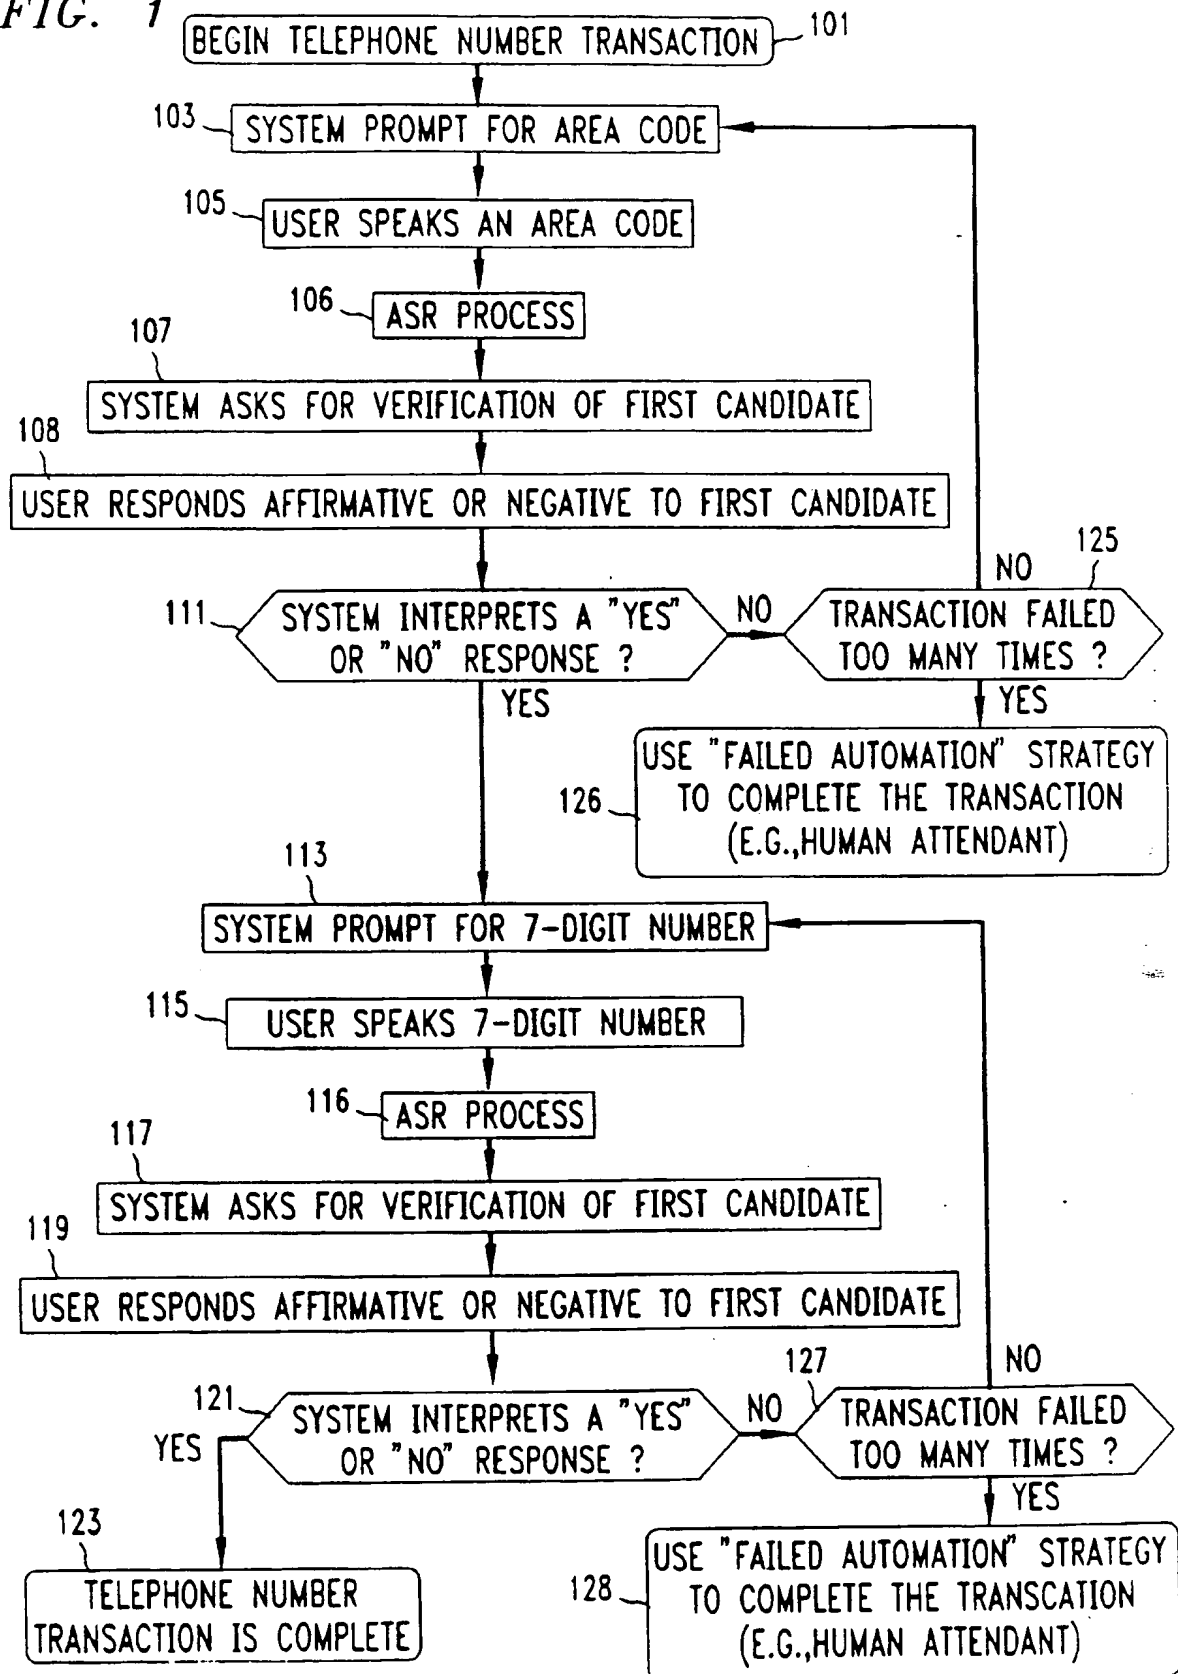 FIG. 1
BEGIN TELEPHONE NUMBER TRANSACTION
101
103
SYSTEM PROMPT FOR AREA CODE
105
USER SPEAKS AN AREA CODE
106
ASR PROCESS
107
SYSTEM ASKS FOR VERIFICATION OF FIRST CANDIDATE
108
USER RESPONDS AFFIRMATIVE OR NEGATIVE TO FIRST CANDIDATE
111
SYSTEM INTERPRETS A "YES"
OR "NO" RESPONSE ?
NO
YES
125
NO
TRANSACTION FAILED
TOO MANY TIMES ?
YES
126
USE "FAILED AUTOMATION" STRATEGY
TO COMPLETE THE TRANSACTION
(E.G.,HUMAN ATTENDANT)
113
SYSTEM PROMPT FOR 7-DIGIT NUMBER
115
USER SPEAKS 7-DIGIT NUMBER
116
ASR PROCESS
117
SYSTEM ASKS FOR VERIFICATION OF FIRST CANDIDATE
119
USER RESPONDS AFFIRMATIVE OR NEGATIVE TO FIRST CANDIDATE
121
SYSTEM INTERPRETS A "YES"
OR "NO" RESPONSE ?
YES
NO
127
NO
TRANSACTION FAILED
TOO MANY TIMES ?
YES
123
TELEPHONE NUMBER
TRANSACTION IS COMPLETE
128
USE "FAILED AUTOMATION" STRATEGY
TO COMPLETE THE TRANSCATION
(E.G.,HUMAN ATTENDANT)